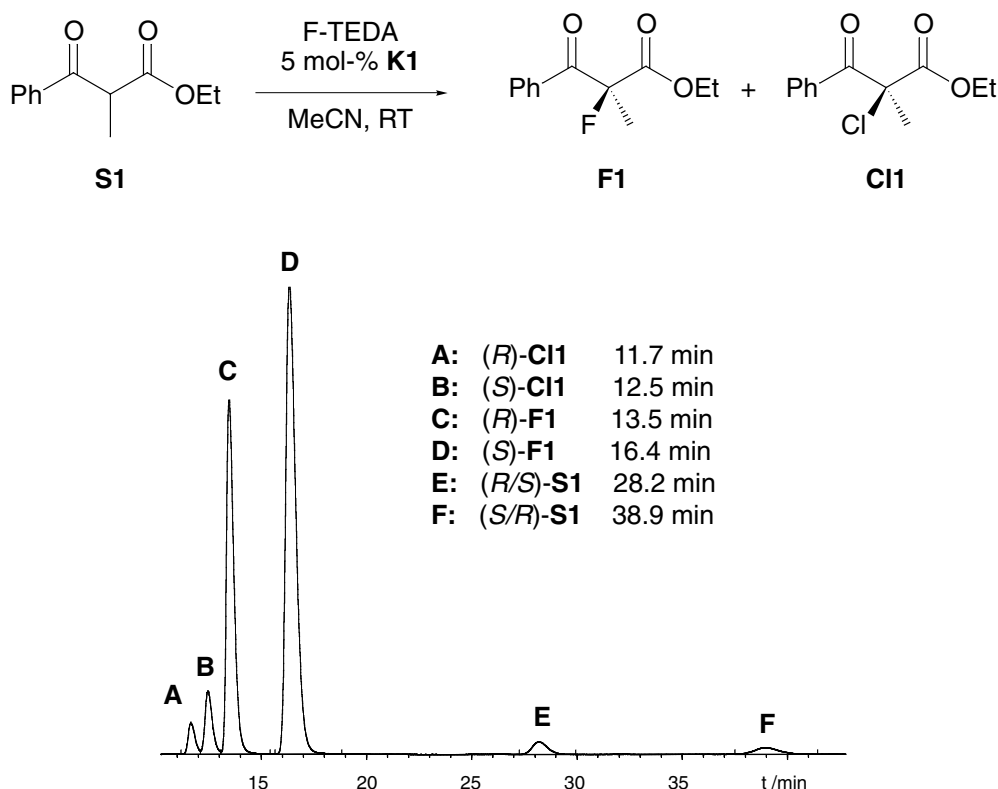 O O
Ph OEt
S1
F-TEDA
5 mol-% K1
MeCN, RT
O O
Ph OEt
F
F1
+
O O
Ph OEt
Cl
Cl1
D
C
B
A
E
F
A: (R)-Cl1 11.7 min
B: (S)-Cl1 12.5 min
C: (R)-F1 13.5 min
D: (S)-F1 16.4 min
E: (R/S)-S1 28.2 min
F: (S/R)-S1 38.9 min
15 20 25 30 35 t /min